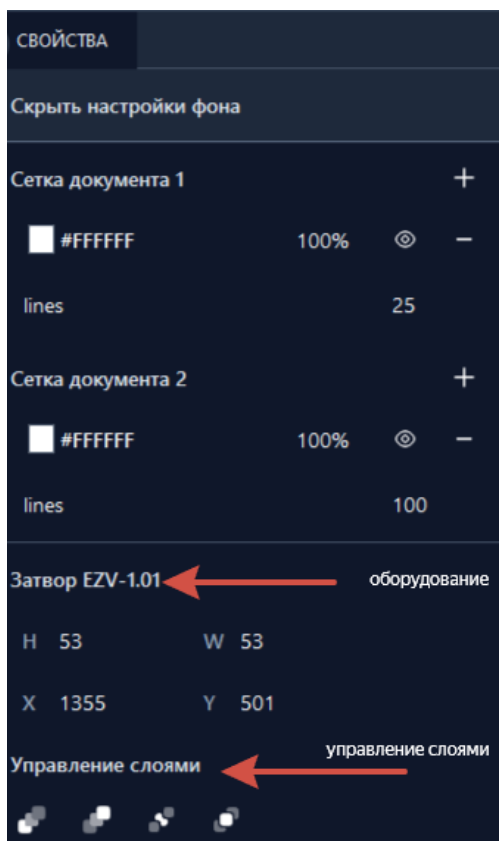 СВОЙСТВА
Скрыть настройки фона
Сетка документа 1 +
#FFFFFF 100% −
lines 25
Сетка документа 2 +
#FFFFFF 100% −
lines 100
Затвор EZV-1.01 оборудование
H 53 W 53
X 1355 Y 501
Управление слоями управление слоями